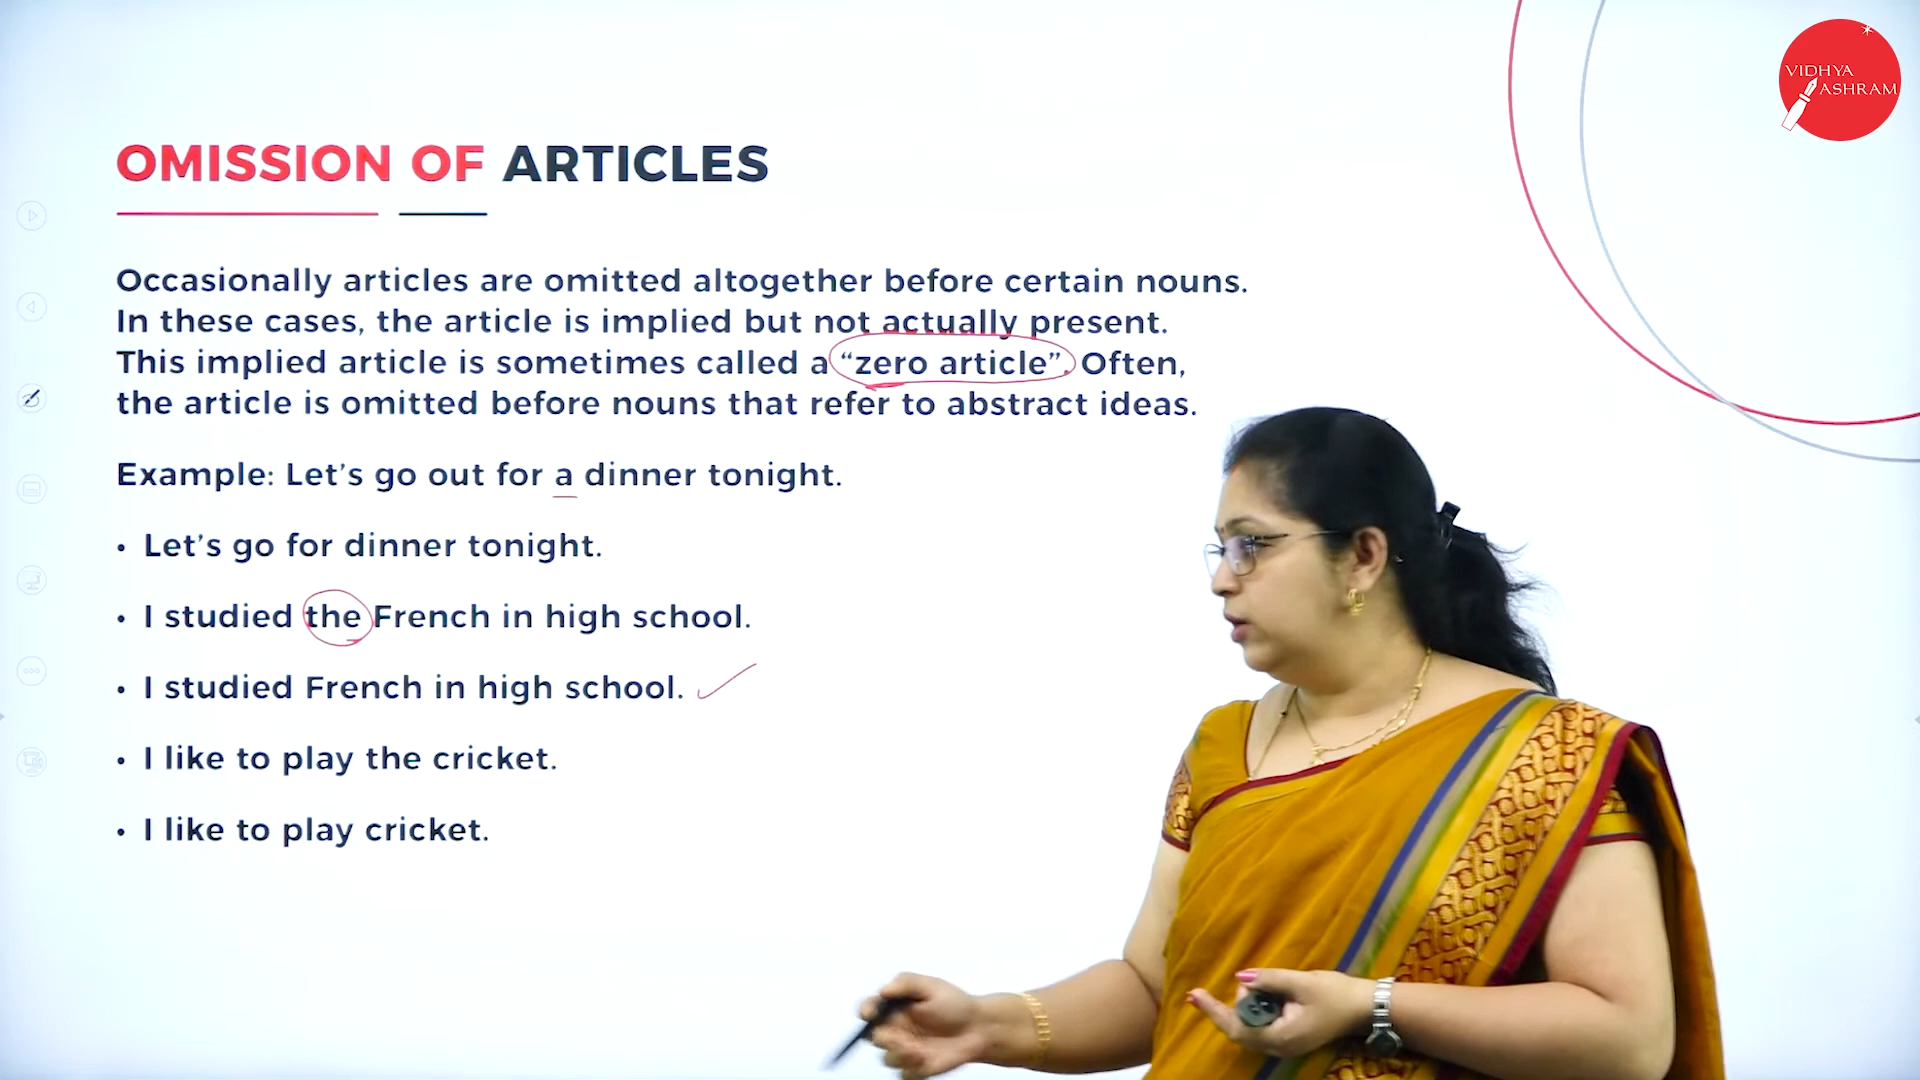 VIDHYA
ASHRAM
OMISSION OF ARTICLES
Occasionally articles are omitted altogether before certain nouns.
In these cases, the article is implied but not actually present.
This implied article is sometimes called a “zero article”. Often,
the article is omitted before nouns that refer to abstract ideas.
Example: Let’s go out for a dinner tonight.
• Let’s go for dinner tonight.
• I studied the French in high school.
• I studied French in high school.
• I like to play the cricket.
• I like to play cricket.